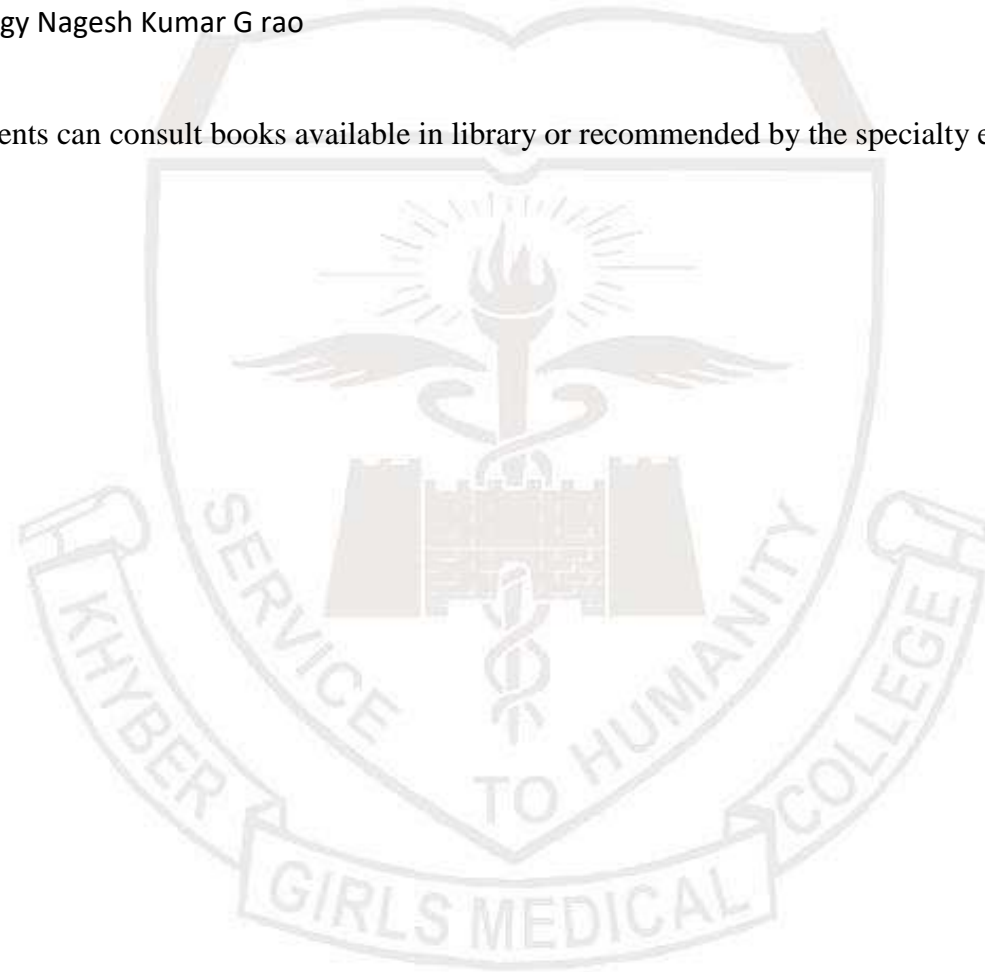 gy Nagesh Kumar G rao
ents can consult books available in library or recommended by the specialty e
SERVICE TO HUMANITY
KHYBER GIRLS MEDICAL COLLEGE